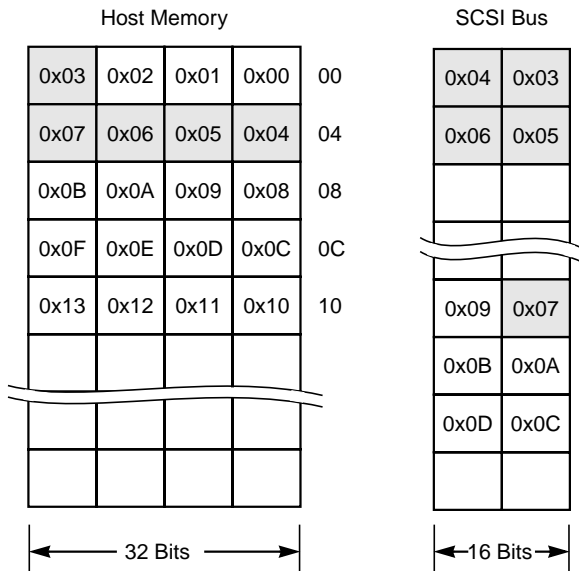 Host Memory
0x03 0x02 0x01 0x00 00
0x07 0x06 0x05 0x04 04
0x0B 0x0A 0x09 0x08 08
0x0F 0x0E 0x0D 0x0C 0C
0x13 0x12 0x11 0x10 10
32 Bits
SCSI Bus
0x04 0x03
0x06 0x05
0x09 0x07
0x0B 0x0A
0x0D 0x0C
16 Bits